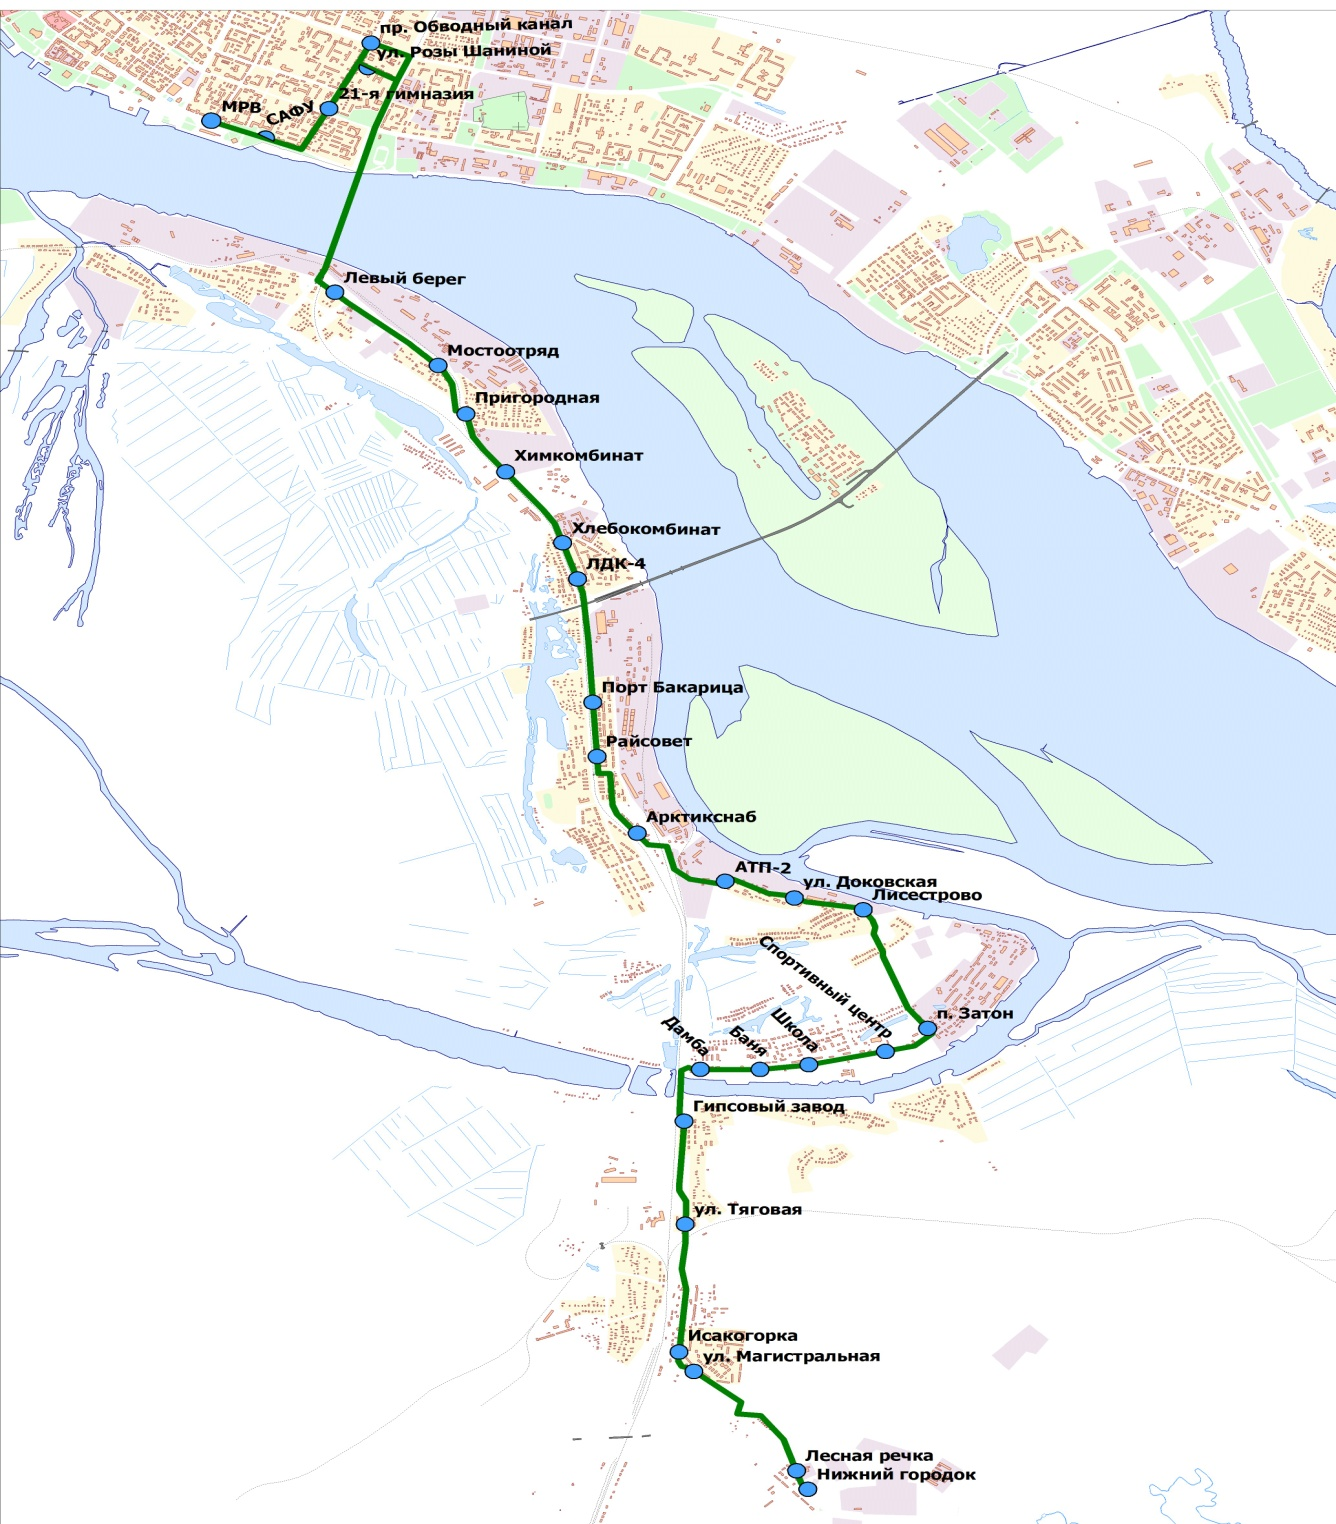 пр. Обводный канал
ул. Розы Шаниной
21-я гимназия
МРВ
САФУ
Левый берег
Мостоотряд
Пригородная
Химкомбинат
Хлебокомбинат
ЛДК-4
Порт Бакарица
Райсовет
Арктикснаб
АТП-2
ул. Доковская
Лисестрово
Спортивный центр
п. Затон
Школа
Баня
Дамба
Гипсовый завод
ул. Тяговая
Исакогорка
ул. Магистральная
Лесная речка
Нижний городок